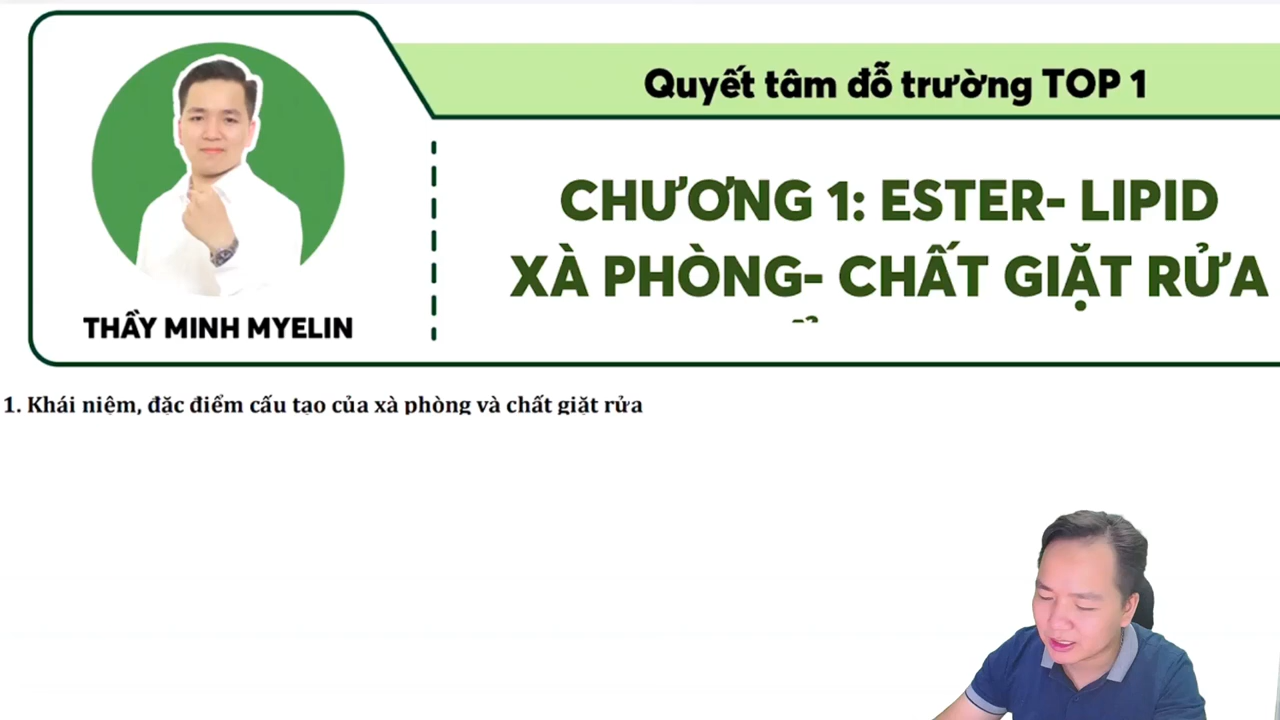 Quyết tâm đỗ trường TOP 1
CHƯƠNG 1: ESTER- LIPID
XÀ PHÒNG- CHẤT GIẶT RỬA
THẦY MINH MYELIN
1. Khái niệm, đặc điểm cấu tạo của xà phòng và chất giặt rửa